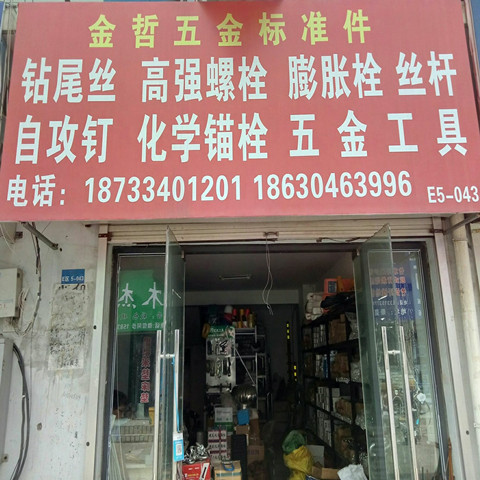 金哲五金标准件
钻尾丝 高强螺栓 膨胀栓 丝杆
自攻钉 化学锚栓 五金工具
电话：18733401201 18630463996 E5-043